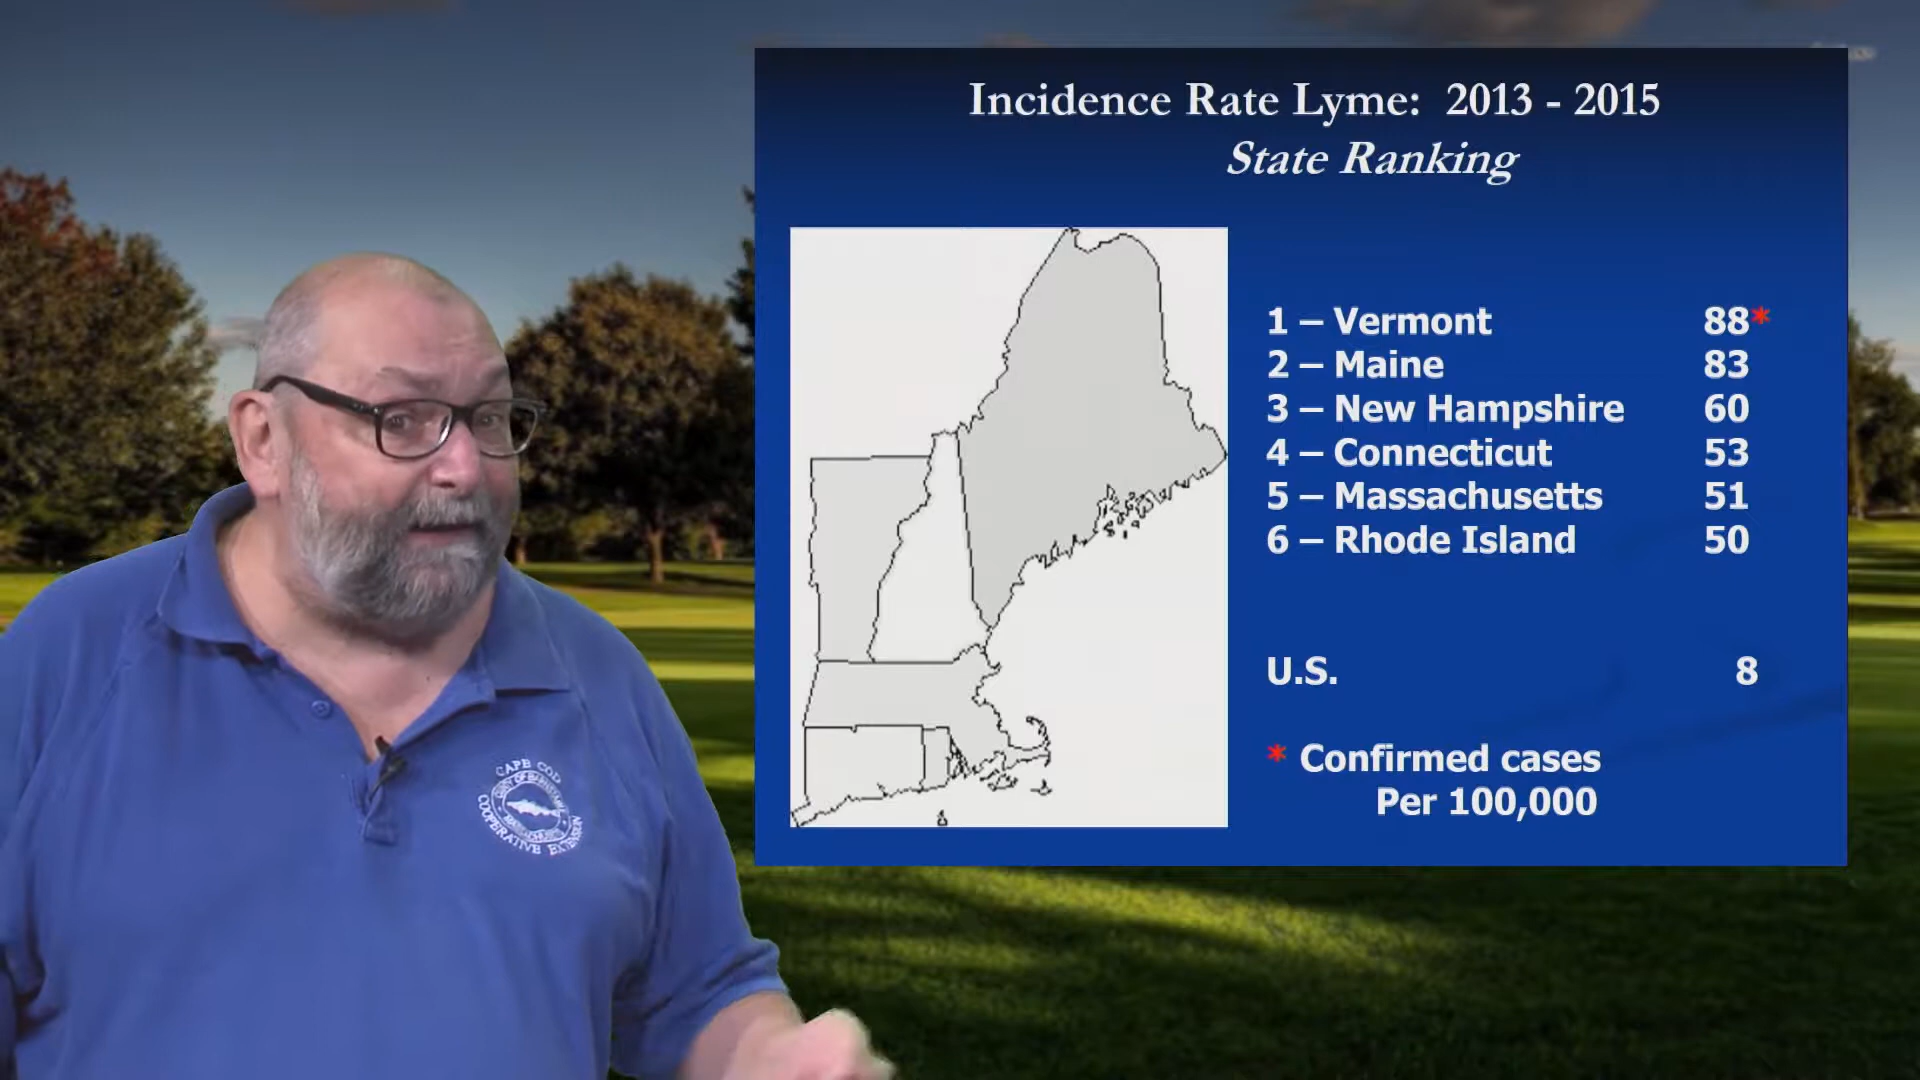 Incidence Rate Lyme: 2013 - 2015
State Ranking
1 – Vermont 88*
2 – Maine 83
3 – New Hampshire 60
4 – Connecticut 53
5 – Massachusetts 51
6 – Rhode Island 50
U.S. 8
* Confirmed cases
Per 100,000
CAPE COD
COOPERATIVE EXTENSION